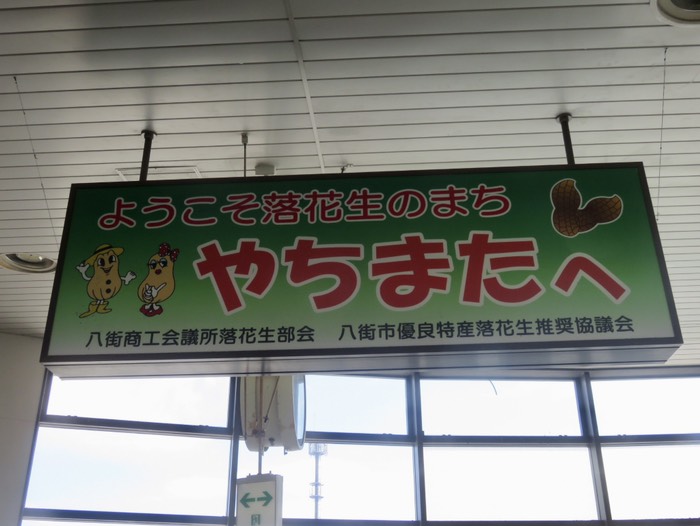 ようこそ落花生のまち
やちまたへ
八街商工会議所落花生部会 八街市優良特産落花生推奨協議会